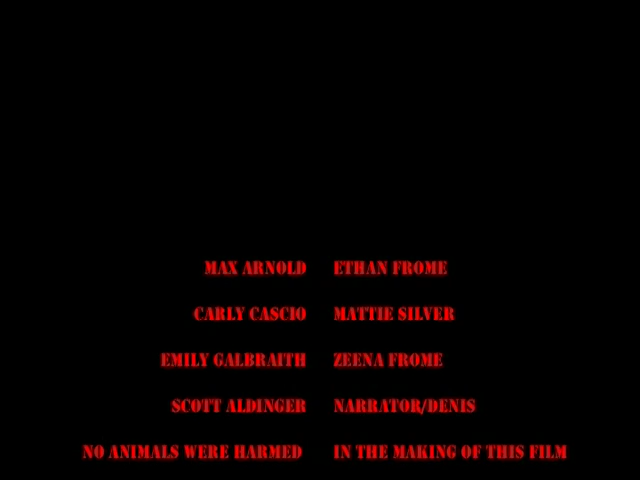 MAX ARNOLD ETHAN FROME
CARLY CASCIO MATTIE SILVER
EMILY GALBRAITH ZEENA FROME
SCOTT ALDINGER NARRATOR/DENIS
NO ANIMALS WERE HARMED IN THE MAKING OF THIS FILM